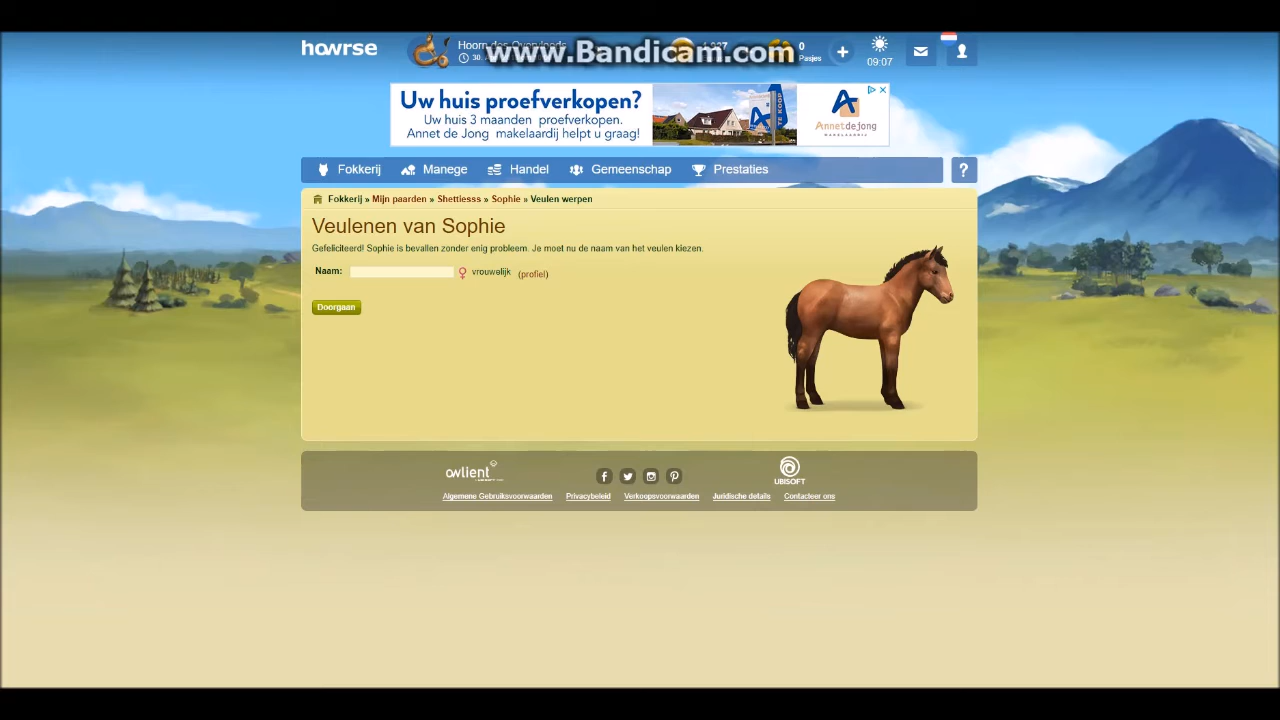 howrse
www.Bandicam.com
0
Pasjes
09:07
Uw huis proefverkopen?
Uw huis 3 maanden proefverkopen.
Annet de Jong makelaardij helpt u graag!
TE KOOP
Annetdejong
MAKELAARDIJ
Fokkerij
Manege
Handel
Gemeenschap
Prestaties
?
Fokkerij » Mijn paarden » Shettiesss » Sophie » Veulen werpen
Veulenen van Sophie
Gefeliciteerd! Sophie is bevallen zonder enig probleem. Je moet nu de naam van het veulen kiezen.
Naam: vrouwelijk (profiel)
Doorgaan
owlient
UBISOFT
Algemene Gebruiksvoorwaarden Privacybeleid Verkoopsvoorwaarden Juridische details Contacteer ons